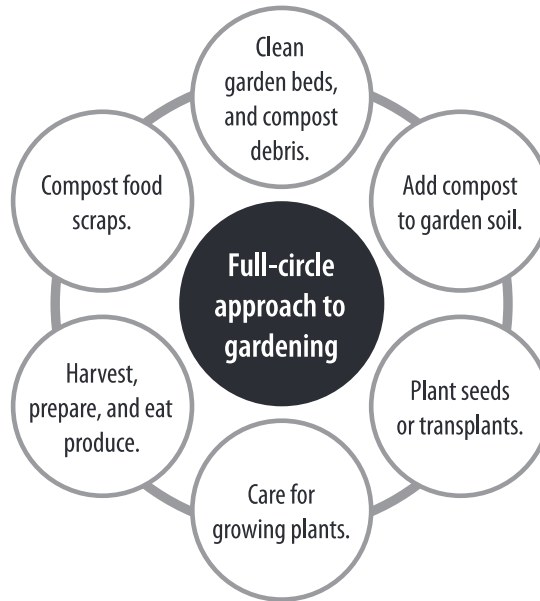 Clean
garden beds,
and compost
debris.
Add compost
to garden soil.
Plant seeds
or transplants.
Care for
growing plants.
Harvest,
prepare, and eat
produce.
Compost food
scraps.
Full-circle
approach to
gardening